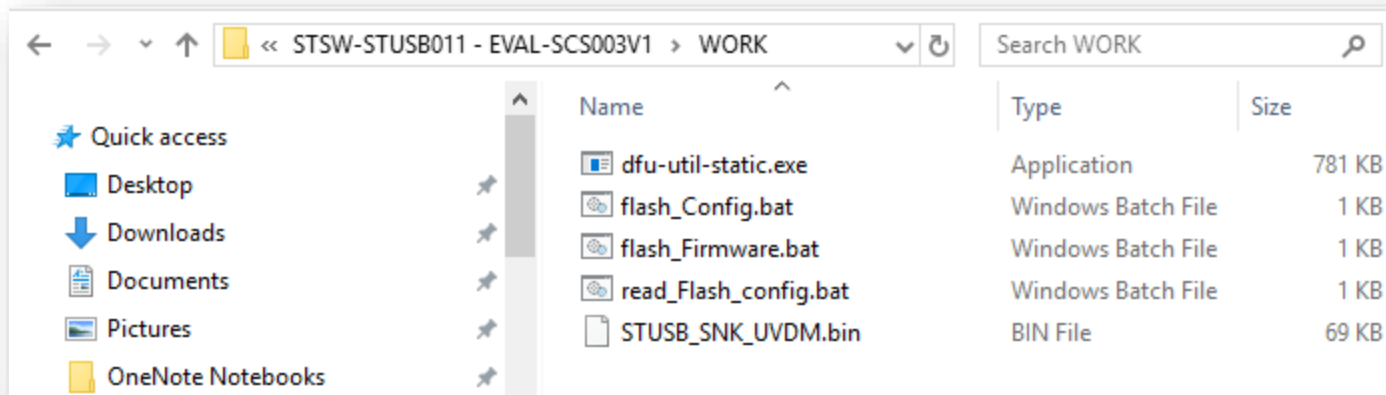 « STSW-STUSB011 - EVAL-SCS003V1 › WORK
Search WORK
Name Type Size
Quick access
Desktop
Downloads
Documents
Pictures
OneNote Notebooks
dfu-util-static.exe Application 781 KB
flash_Config.bat Windows Batch File 1 KB
flash_Firmware.bat Windows Batch File 1 KB
read_Flash_config.bat Windows Batch File 1 KB
STUSB_SNK_UVDM.bin BIN File 69 KB